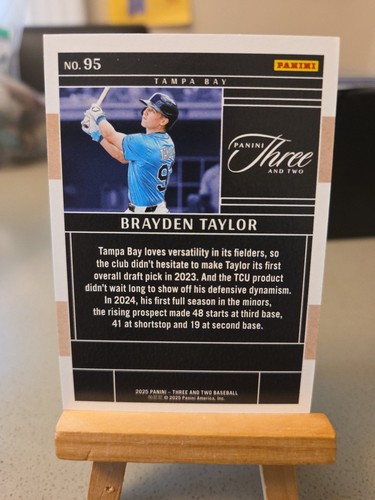 NO. 95
PANINI
TAMPA BAY
PANINI
Three
AND TWO
BRAYDEN TAYLOR
Tampa Bay loves versatility in its fielders, so
the club didn't hesitate to make Taylor its first
overall draft pick in 2023. And the TCU product
didn't wait long to show off his defensive dynamism.
In 2024, his first full season in the minors,
the rising prospect made 48 starts at third base,
41 at shortstop and 19 at second base.
2025 PANINI - THREE AND TWO BASEBALL
© 2025 Panini America, Inc.